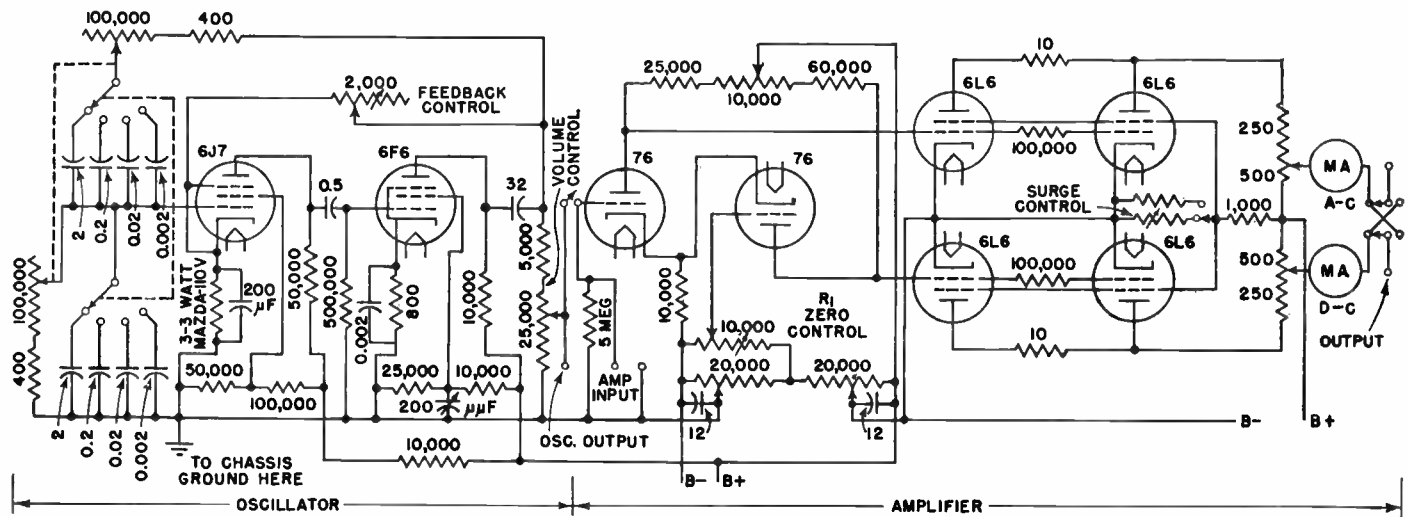 100,000
400
2,000
FEEDBACK
CONTROL
6J7
6F6
0.5
32
VOLUME
CONTROL
2
0.2
0.02
0.002
100,000
400
3-3 WATT
MAZDA-110V
200
µF
50,000
500,000
0.002
800
10,000
5,000
25,000
5 MEG
50,000
100,000
25,000
10,000
200
µµF
AMP
INPUT
OSC. OUTPUT
2
0.2
0.02
0.002
TO CHASSIS
GROUND HERE
10,000
OSCILLATOR
25,000
10,000
60,000
76
76
10,000
R1
ZERO
CONTROL
10,000
20,000
20,000
12
12
B-
B+
10
6L6
6L6
100,000
SURGE
CONTROL
1,000
6L6
6L6
100,000
10
250
500
500
250
MA
A-C
MA
D-C
OUTPUT
B-
B+
AMPLIFIER